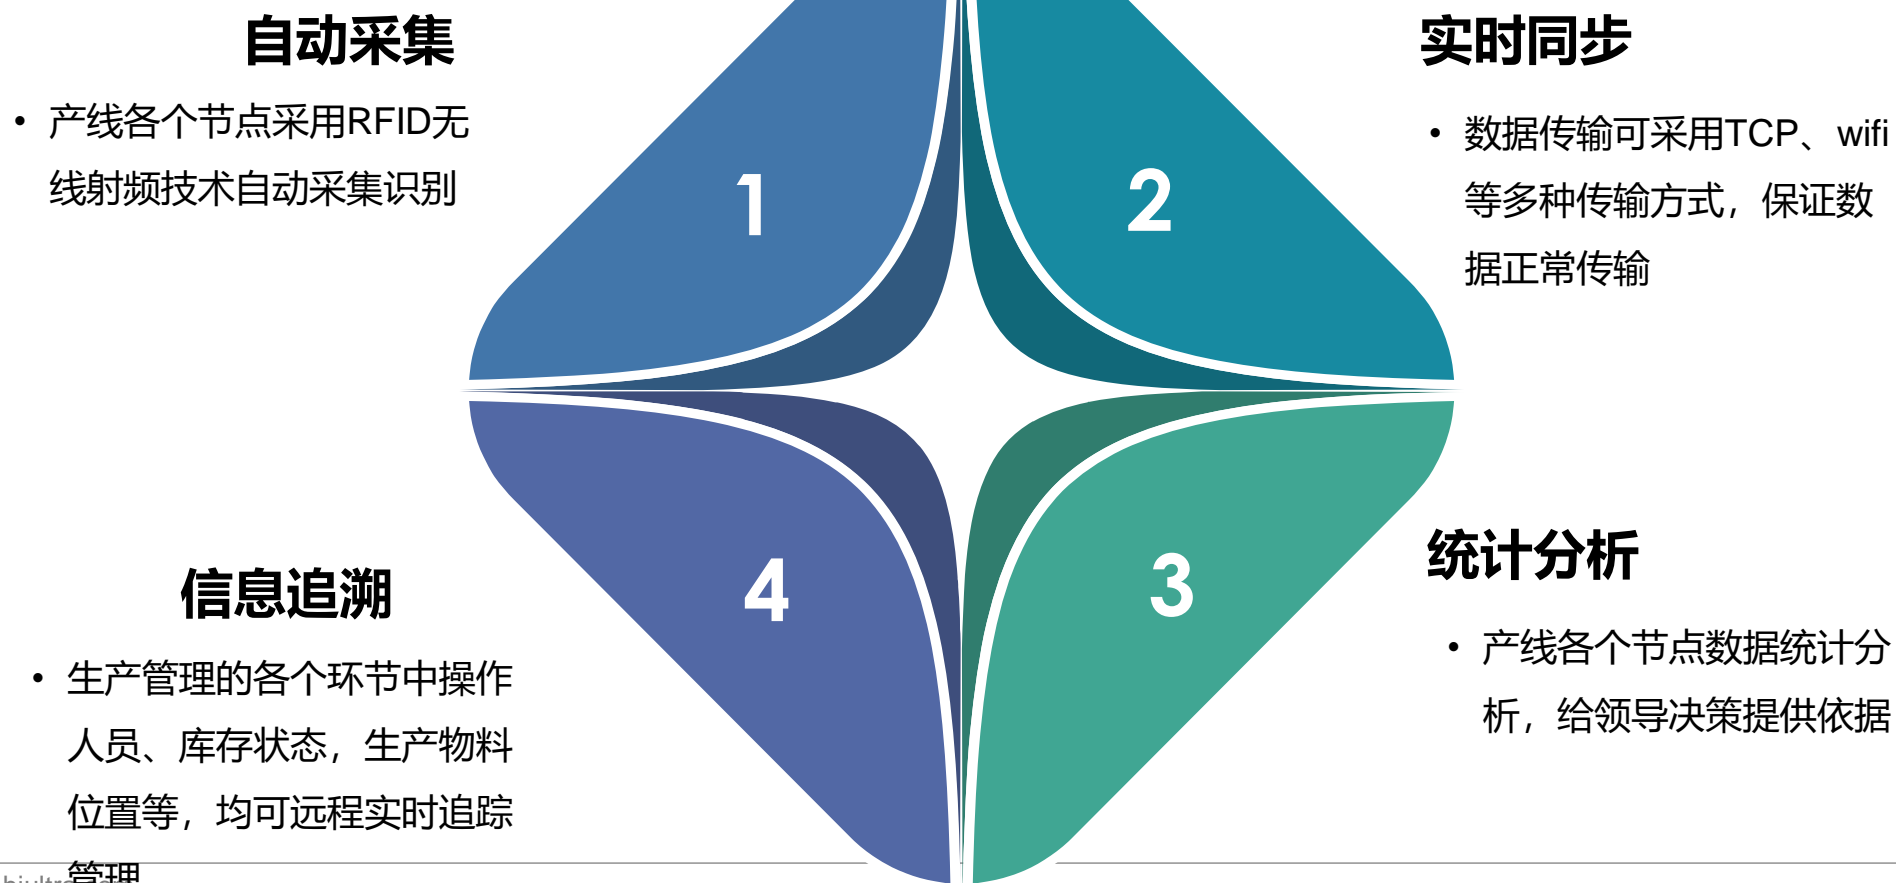 自动采集
• 产线各个节点采用RFID无
线射频技术自动采集识别
1
实时同步
• 数据传输可采用TCP、wifi
等多种传输方式，保证数
据正常传输
2
统计分析
• 产线各个节点数据统计分
析，给领导决策提供依据
3
信息追溯
• 生产管理的各个环节中操作
人员、库存状态，生产物料
位置等，均可远程实时追踪
管理
4